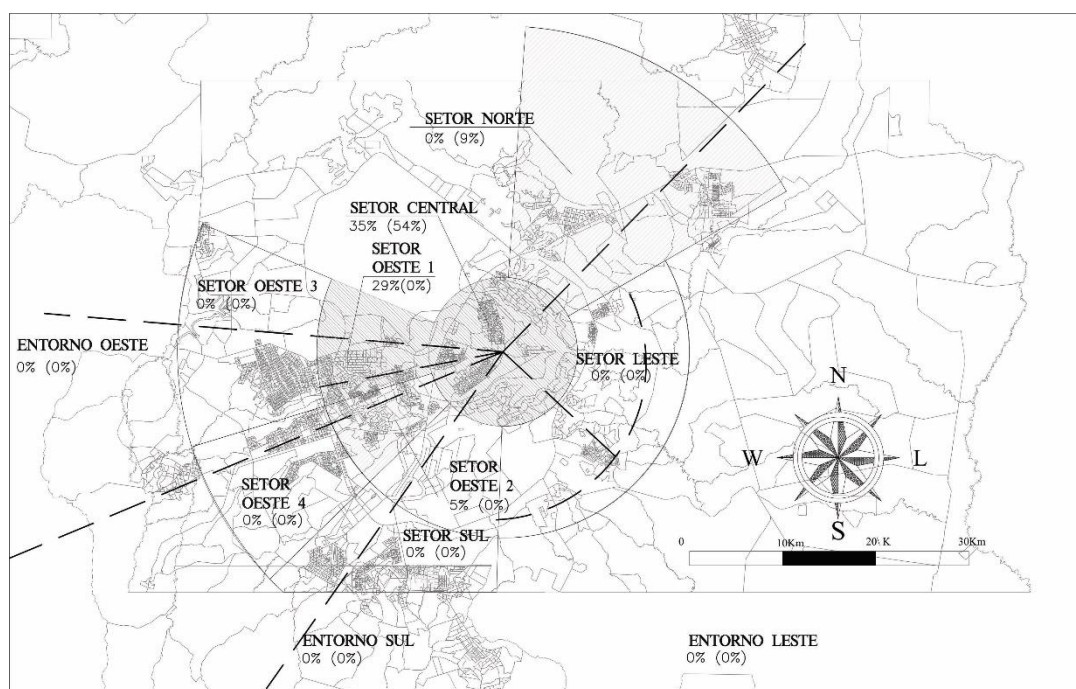 SETOR NORTE
0% (9%)
SETOR CENTRAL
35% (54%)
SETOR
OESTE 1
29%(0%)
SETOR OESTE 3
0% (0%)
ENTORNO OESTE
0% (0%)
SETOR LESTE
0% (0%)
N
W
L
S
SETOR
OESTE 2
5% (0%)
SETOR
OESTE 4
0% (0%)
SETOR SUL
0% (0%)
0
10Km
20\ K
30Km
ENTORNO SUL
0% (0%)
ENTORNO LESTE
0% (0%)